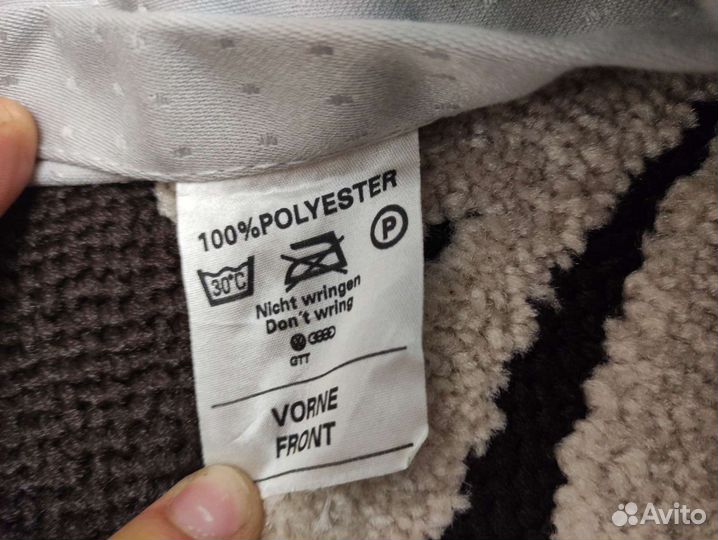 100% POLYESTER
30°C
P
Nicht wringen
Don't wring
GTT
VORNE
FRONT
Avito